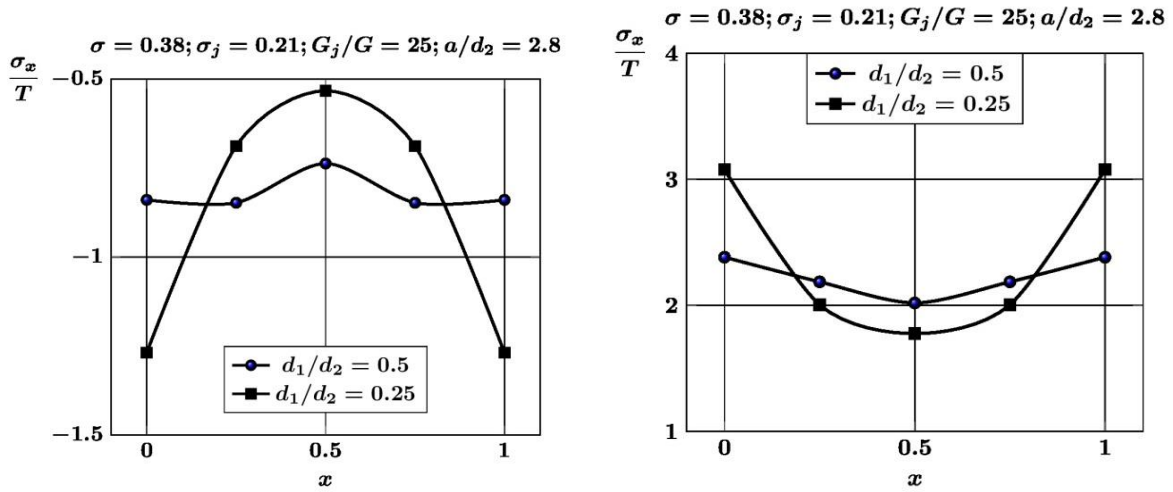 σ = 0.38; σ_j = 0.21; G_j/G = 25; a/d_2 = 2.8
σ_x/T
−0.5
−1
−1.5
d_1/d_2 = 0.5
d_1/d_2 = 0.25
0 0.5 1
x
σ = 0.38; σ_j = 0.21; G_j/G = 25; a/d_2 = 2.8
σ_x/T
4
d_1/d_2 = 0.5
d_1/d_2 = 0.25
3
2
1
0 0.5 1
x